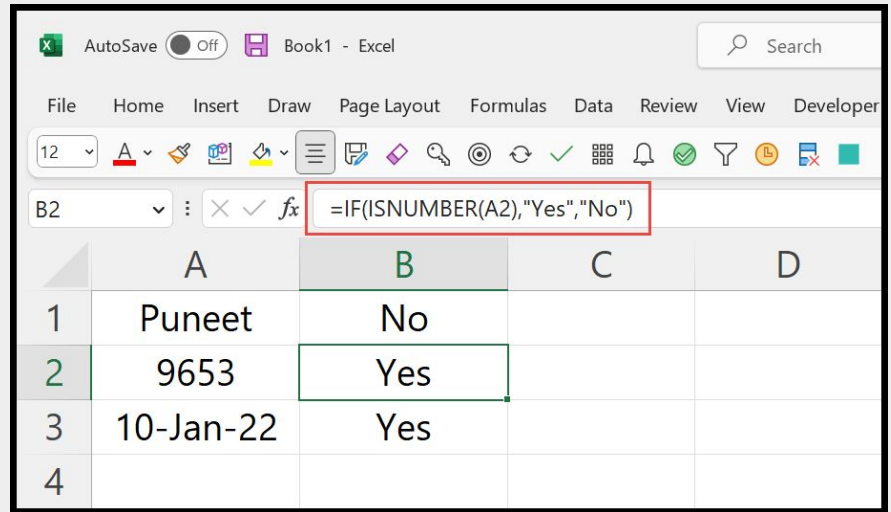 AutoSave Off Book1 - Excel Search
File Home Insert Draw Page Layout Formulas Data Review View Developer
12 A
B2 fx =IF(ISNUMBER(A2),"Yes","No")
A B C D
1 Puneet No
2 9653 Yes
3 10-Jan-22 Yes
4